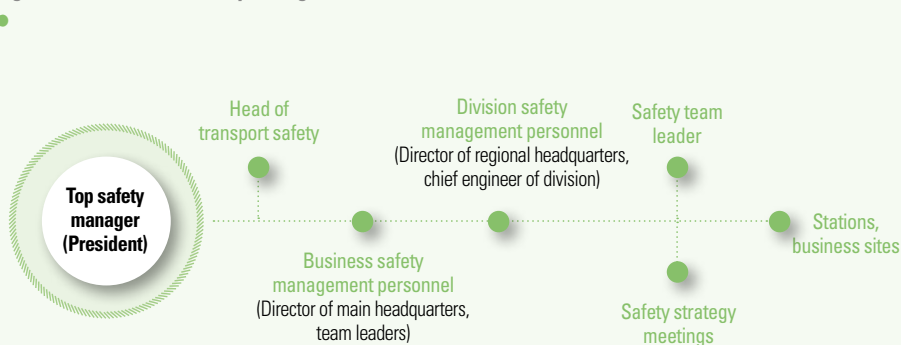 Top safety
manager
(President)
Head of
transport safety
Business safety
management personnel
(Director of main headquarters,
team leaders)
Division safety
management personnel
(Director of regional headquarters,
chief engineer of division)
Safety team
leader
Safety strategy
meetings
Stations,
business sites